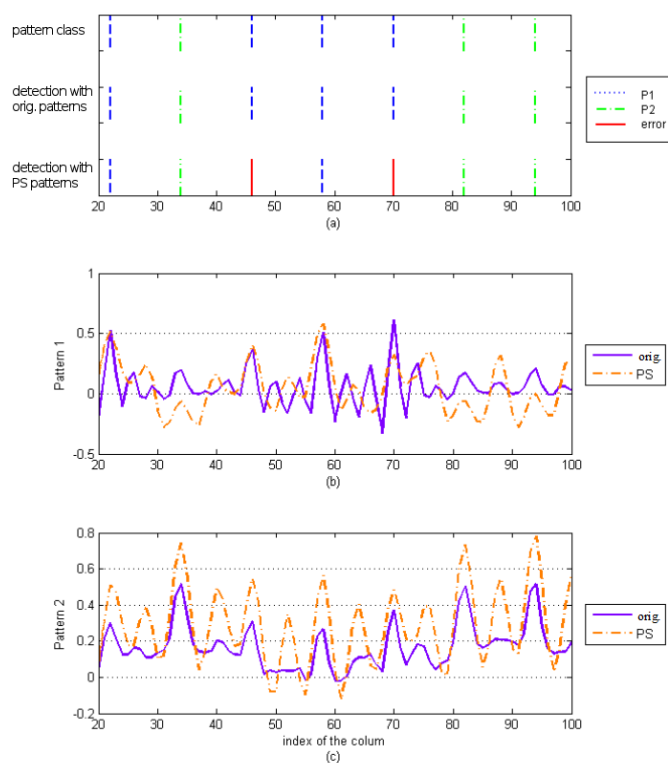 pattern class
detection with
orig. patterns
detection with
PS patterns
P1
P2
error
20 30 40 50 60 70 80 90 100
(a)
1
0.5
0
-0.5
Pattern 1
orig.
PS
20 30 40 50 60 70 80 90 100
(b)
0.8
0.6
0.4
0.2
0
-0.2
Pattern 2
orig.
PS
20 30 40 50 60 70 80 90 100
index of the colum
(c)